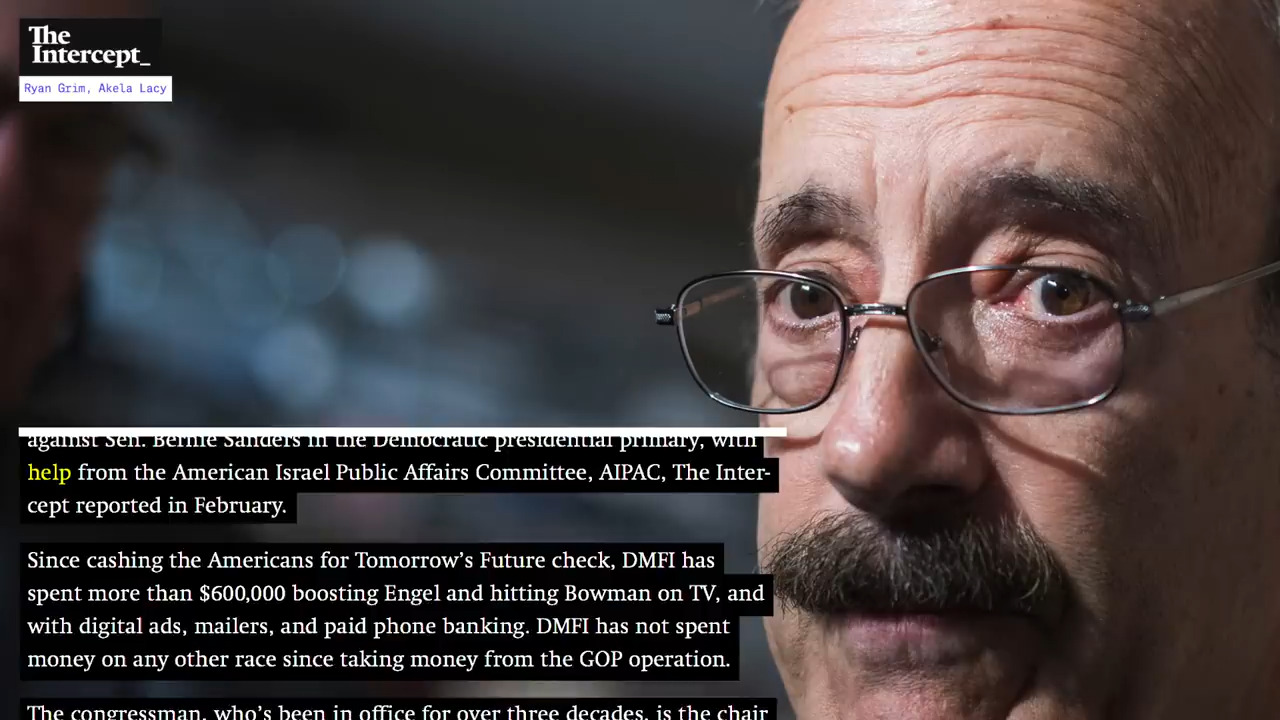 The
Intercept_
Ryan Grim, Akela Lacy
against Sen. Bernie Sanders in the Democratic presidential primary, with
help from the American Israel Public Affairs Committee, AIPAC, The Inter-
cept reported in February.
Since cashing the Americans for Tomorrow’s Future check, DMFI has
spent more than $600,000 boosting Engel and hitting Bowman on TV, and
with digital ads, mailers, and paid phone banking. DMFI has not spent
money on any other race since taking money from the GOP operation.
The congressman, who’s been in office for over three decades, is the chair